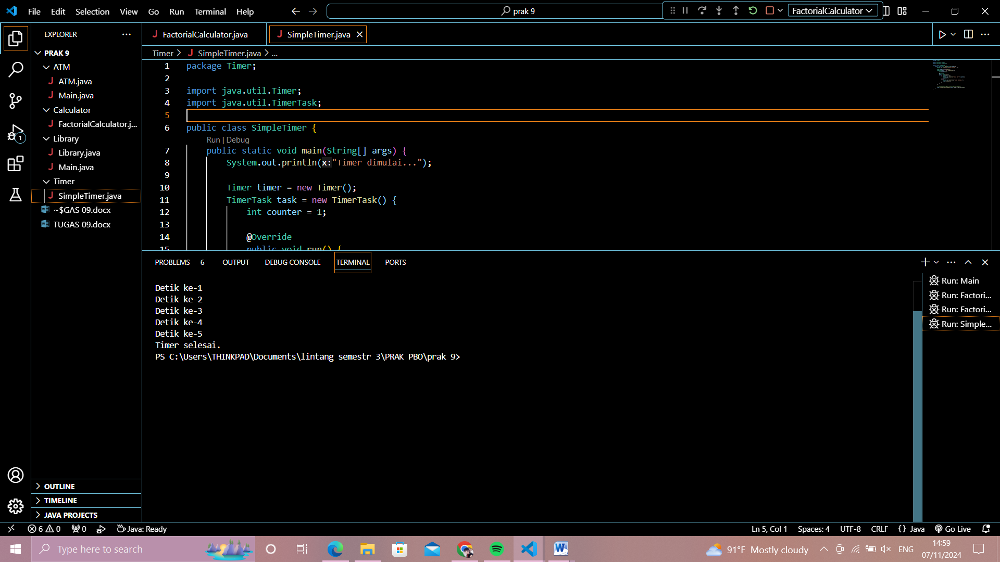 File Edit Selection View Go Run Terminal Help
prak 9
FactorialCalculator
EXPLORER
PRAK 9
ATM
ATM.java
Main.java
Calculator
FactorialCalculator.j...
Library
Library.java
Main.java
Timer
SimpleTimer.java
~$GAS 09.docx
TUGAS 09.docx
1
OUTLINE
TIMELINE
JAVA PROJECTS
FactorialCalculator.java
SimpleTimer.java
Timer > SimpleTimer.java > ...
1 package Timer;
2
3 import java.util.Timer;
4 import java.util.TimerTask;
5
6 public class SimpleTimer {
Run | Debug
7 public static void main(String[] args) {
8 System.out.println(x:"Timer dimulai...");
9
10 Timer timer = new Timer();
11 TimerTask task = new TimerTask() {
12 int counter = 1;
13
14 @Override
15 public void run() {
PROBLEMS 6 OUTPUT DEBUG CONSOLE TERMINAL PORTS
Detik ke-1
Detik ke-2
Detik ke-3
Detik ke-4
Detik ke-5
Timer selesai.
PS C:\Users\THINKPAD\Documents\lintang semestr 3\PRAK PBO\prak 9>
Run: Main
Run: Factori...
Run: Factori...
Run: Simple...
6 0 0 Java: Ready
Ln 5, Col 1 Spaces: 4 UTF-8 CRLF {} Java Go Live
Type here to search
91°F Mostly cloudy
ENG
14:59
07/11/2024